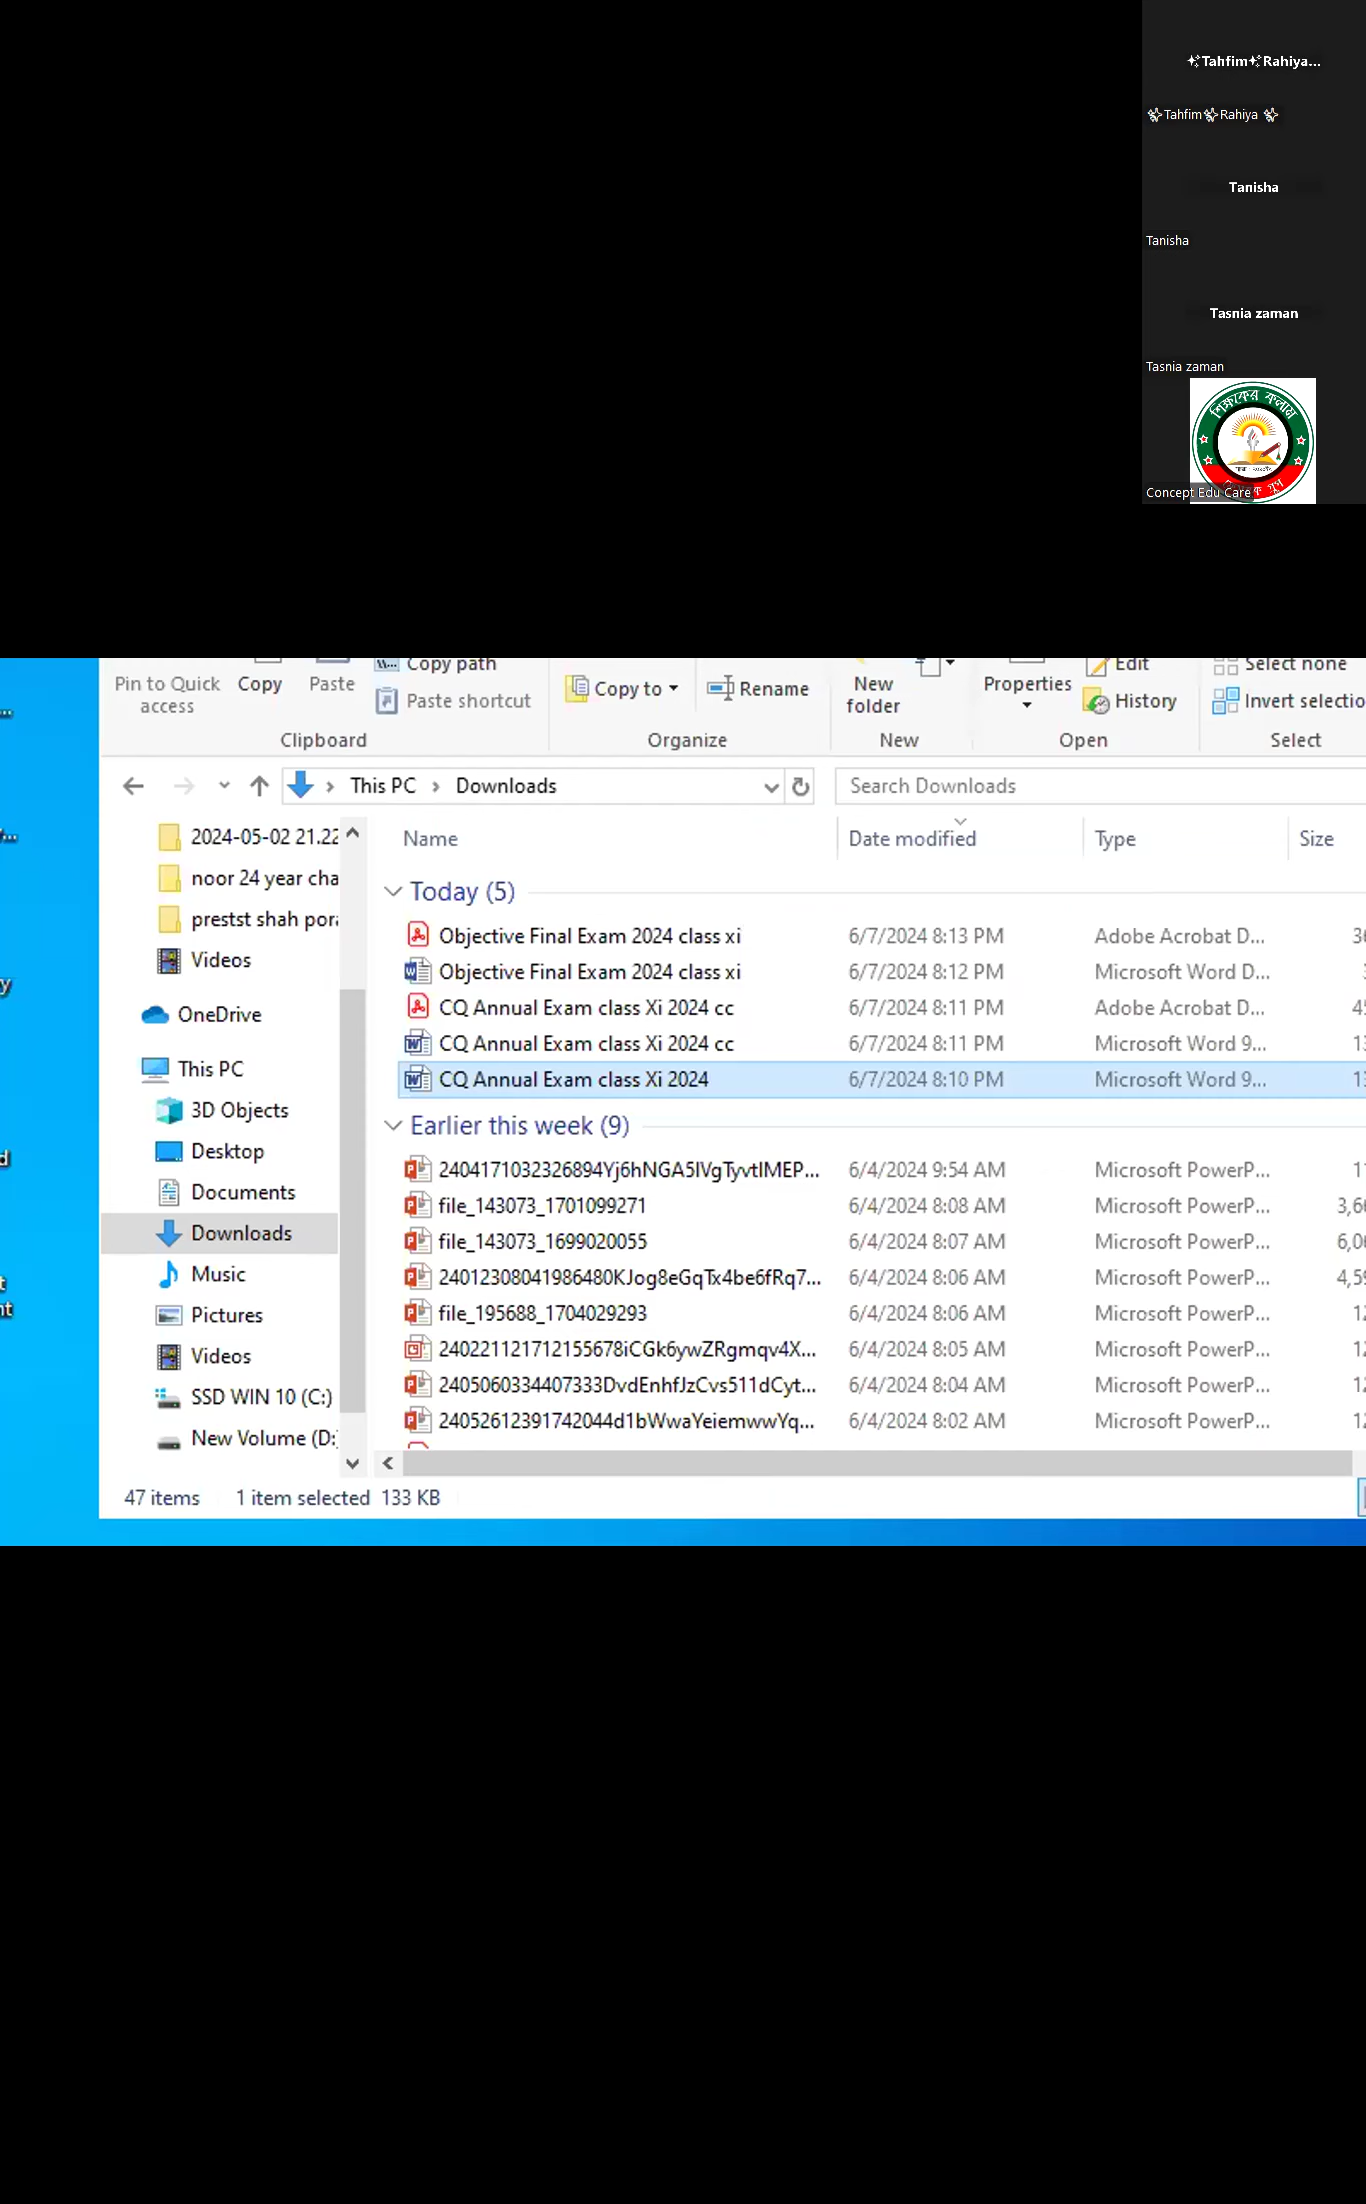 Tahfim Rahiya...
Tahfim Rahiya
Tanisha
Tanisha
Tasnia zaman
Tasnia zaman
শিক্ষকের কলাম
Concept Edu Care
Pin to Quick access
Copy
Paste
Copy path
Paste shortcut
Copy to
Rename
New folder
Properties
Edit
History
Select none
Invert selectio
Clipboard
Organize
New
Open
Select
This PC
Downloads
Search Downloads
2024-05-02 21.22
noor 24 year cha
prestst shah pora
Videos
OneDrive
This PC
3D Objects
Desktop
Documents
Downloads
Music
Pictures
Videos
SSD WIN 10 (C:)
New Volume (D:)
Name Date modified Type Size
Today (5)
Objective Final Exam 2024 class xi 6/7/2024 8:13 PM Adobe Acrobat D...
Objective Final Exam 2024 class xi 6/7/2024 8:12 PM Microsoft Word D...
CQ Annual Exam class Xi 2024 cc 6/7/2024 8:11 PM Adobe Acrobat D...
CQ Annual Exam class Xi 2024 cc 6/7/2024 8:11 PM Microsoft Word 9...
CQ Annual Exam class Xi 2024 6/7/2024 8:10 PM Microsoft Word 9...
Earlier this week (9)
2404171032326894Yj6hNGA5IVgTyvtIMEP... 6/4/2024 9:54 AM Microsoft PowerP...
file_143073_1701099271 6/4/2024 8:08 AM Microsoft PowerP...
file_143073_1699020055 6/4/2024 8:07 AM Microsoft PowerP...
24012308041986480KJog8eGqTx4be6fRq7... 6/4/2024 8:06 AM Microsoft PowerP...
file_195688_1704029293 6/4/2024 8:06 AM Microsoft PowerP...
240221121712155678iCGk6ywZRgmqv4X... 6/4/2024 8:05 AM Microsoft PowerP...
2405060334407333DvdEnhfJzCvs511dCyt... 6/4/2024 8:04 AM Microsoft PowerP...
24052612391742044d1bWwaYeiemwwYq... 6/4/2024 8:02 AM Microsoft PowerP...
47 items 1 item selected 133 KB